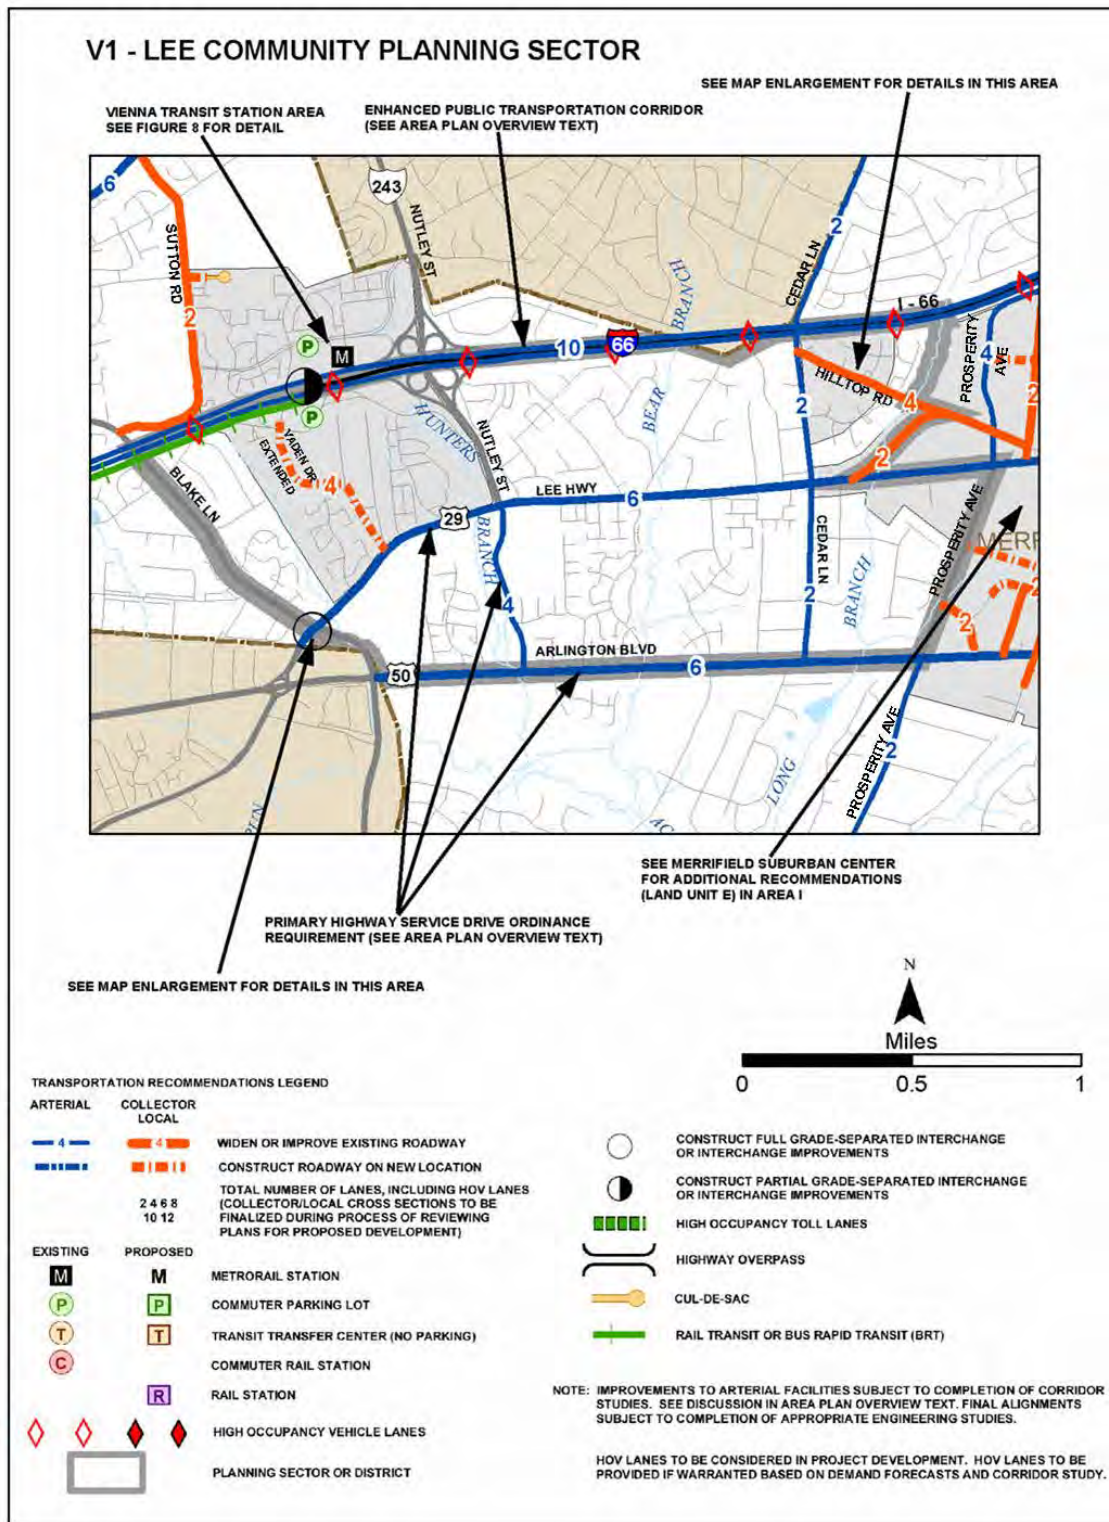 V1 - LEE COMMUNITY PLANNING SECTOR
SEE MAP ENLARGEMENT FOR DETAILS IN THIS AREA
VIENNA TRANSIT STATION AREA
SEE FIGURE 8 FOR DETAIL
ENHANCED PUBLIC TRANSPORTATION CORRIDOR
(SEE AREA PLAN OVERVIEW TEXT)
6
243
NUTLEY ST
SUTTON RD
2
CEDAR LN
2
BRANCH
I - 66
P
M
66
10
PROSPERITY
AVE
4
HILLTOP RD
4
2
P
HUNTERS
BEAR
2
VADEN DR
EXTENDED
4
NUTLEY ST
2
BLAKE LN
LEE HWY
6
29
BRANCH
CEDAR LN
PROSPERITY AVE
MERR
4
2
BRANCH
2
2
ARLINGTON BLVD
50
6
PROSPERITY AVE
2
LONG
RUN
AC
SEE MERRIFIELD SUBURBAN CENTER
FOR ADDITIONAL RECOMMENDATIONS
(LAND UNIT E) IN AREA I
PRIMARY HIGHWAY SERVICE DRIVE ORDINANCE
REQUIREMENT (SEE AREA PLAN OVERVIEW TEXT)
SEE MAP ENLARGEMENT FOR DETAILS IN THIS AREA
N
Miles
0 0.5 1
TRANSPORTATION RECOMMENDATIONS LEGEND
ARTERIAL COLLECTOR
LOCAL
4 4 WIDEN OR IMPROVE EXISTING ROADWAY
CONSTRUCT ROADWAY ON NEW LOCATION
2 4 6 8
10 12
TOTAL NUMBER OF LANES, INCLUDING HOV LANES
(COLLECTOR/LOCAL CROSS SECTIONS TO BE
FINALIZED DURING PROCESS OF REVIEWING
PLANS FOR PROPOSED DEVELOPMENT)
EXISTING PROPOSED
M M METRORAIL STATION
P P COMMUTER PARKING LOT
T T TRANSIT TRANSFER CENTER (NO PARKING)
C COMMUTER RAIL STATION
R RAIL STATION
HIGH OCCUPANCY VEHICLE LANES
PLANNING SECTOR OR DISTRICT
CONSTRUCT FULL GRADE-SEPARATED INTERCHANGE
OR INTERCHANGE IMPROVEMENTS
CONSTRUCT PARTIAL GRADE-SEPARATED INTERCHANGE
OR INTERCHANGE IMPROVEMENTS
HIGH OCCUPANCY TOLL LANES
HIGHWAY OVERPASS
CUL-DE-SAC
RAIL TRANSIT OR BUS RAPID TRANSIT (BRT)
NOTE: IMPROVEMENTS TO ARTERIAL FACILITIES SUBJECT TO COMPLETION OF CORRIDOR
STUDIES. SEE DISCUSSION IN AREA PLAN OVERVIEW TEXT. FINAL ALIGNMENTS
SUBJECT TO COMPLETION OF APPROPRIATE ENGINEERING STUDIES.
HOV LANES TO BE CONSIDERED IN PROJECT DEVELOPMENT. HOV LANES TO BE
PROVIDED IF WARRANTED BASED ON DEMAND FORECASTS AND CORRIDOR STUDY.